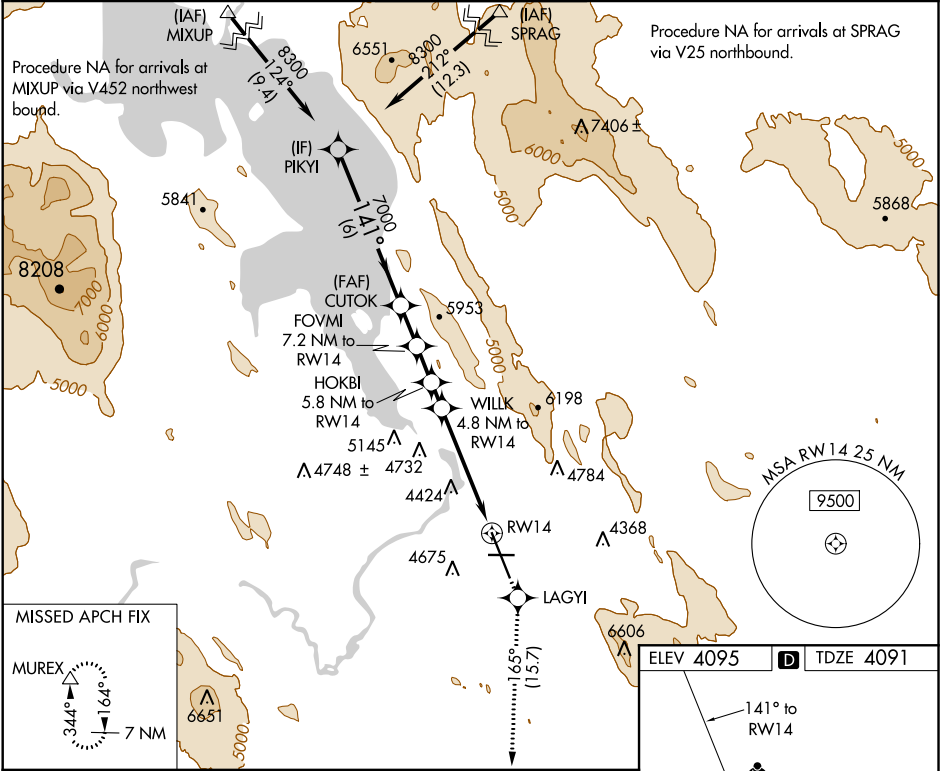 (IAF)
MIXUP
8300
124°
(9.4)
Procedure NA for arrivals at
MIXUP via V452 northwest
bound.
(IAF)
SPRAG
8300
212°
(12.3)
Procedure NA for arrivals at SPRAG
via V25 northbound.
6551
7406 ±
6000
5000
5000
5868
(IF)
PIKYI
7000
141°
(6)
5841
8208
7000
6000
5000
(FAF)
CUTOK
5953
FOVMI
7.2 NM to
RW14
5000
HOKBI
5.8 NM to
RW14
WILLK
4.8 NM to
RW14
6198
5145
4732
4748 ±
4784
4424
MSA RW14 25 NM
9500
RW14
4368
4675
LAGYI
165°
(15.7)
6606
MISSED APCH FIX
MUREX
344°
164°
7 NM
6651
5000
ELEV 4095
D
TDZE 4091
141° to
RW14